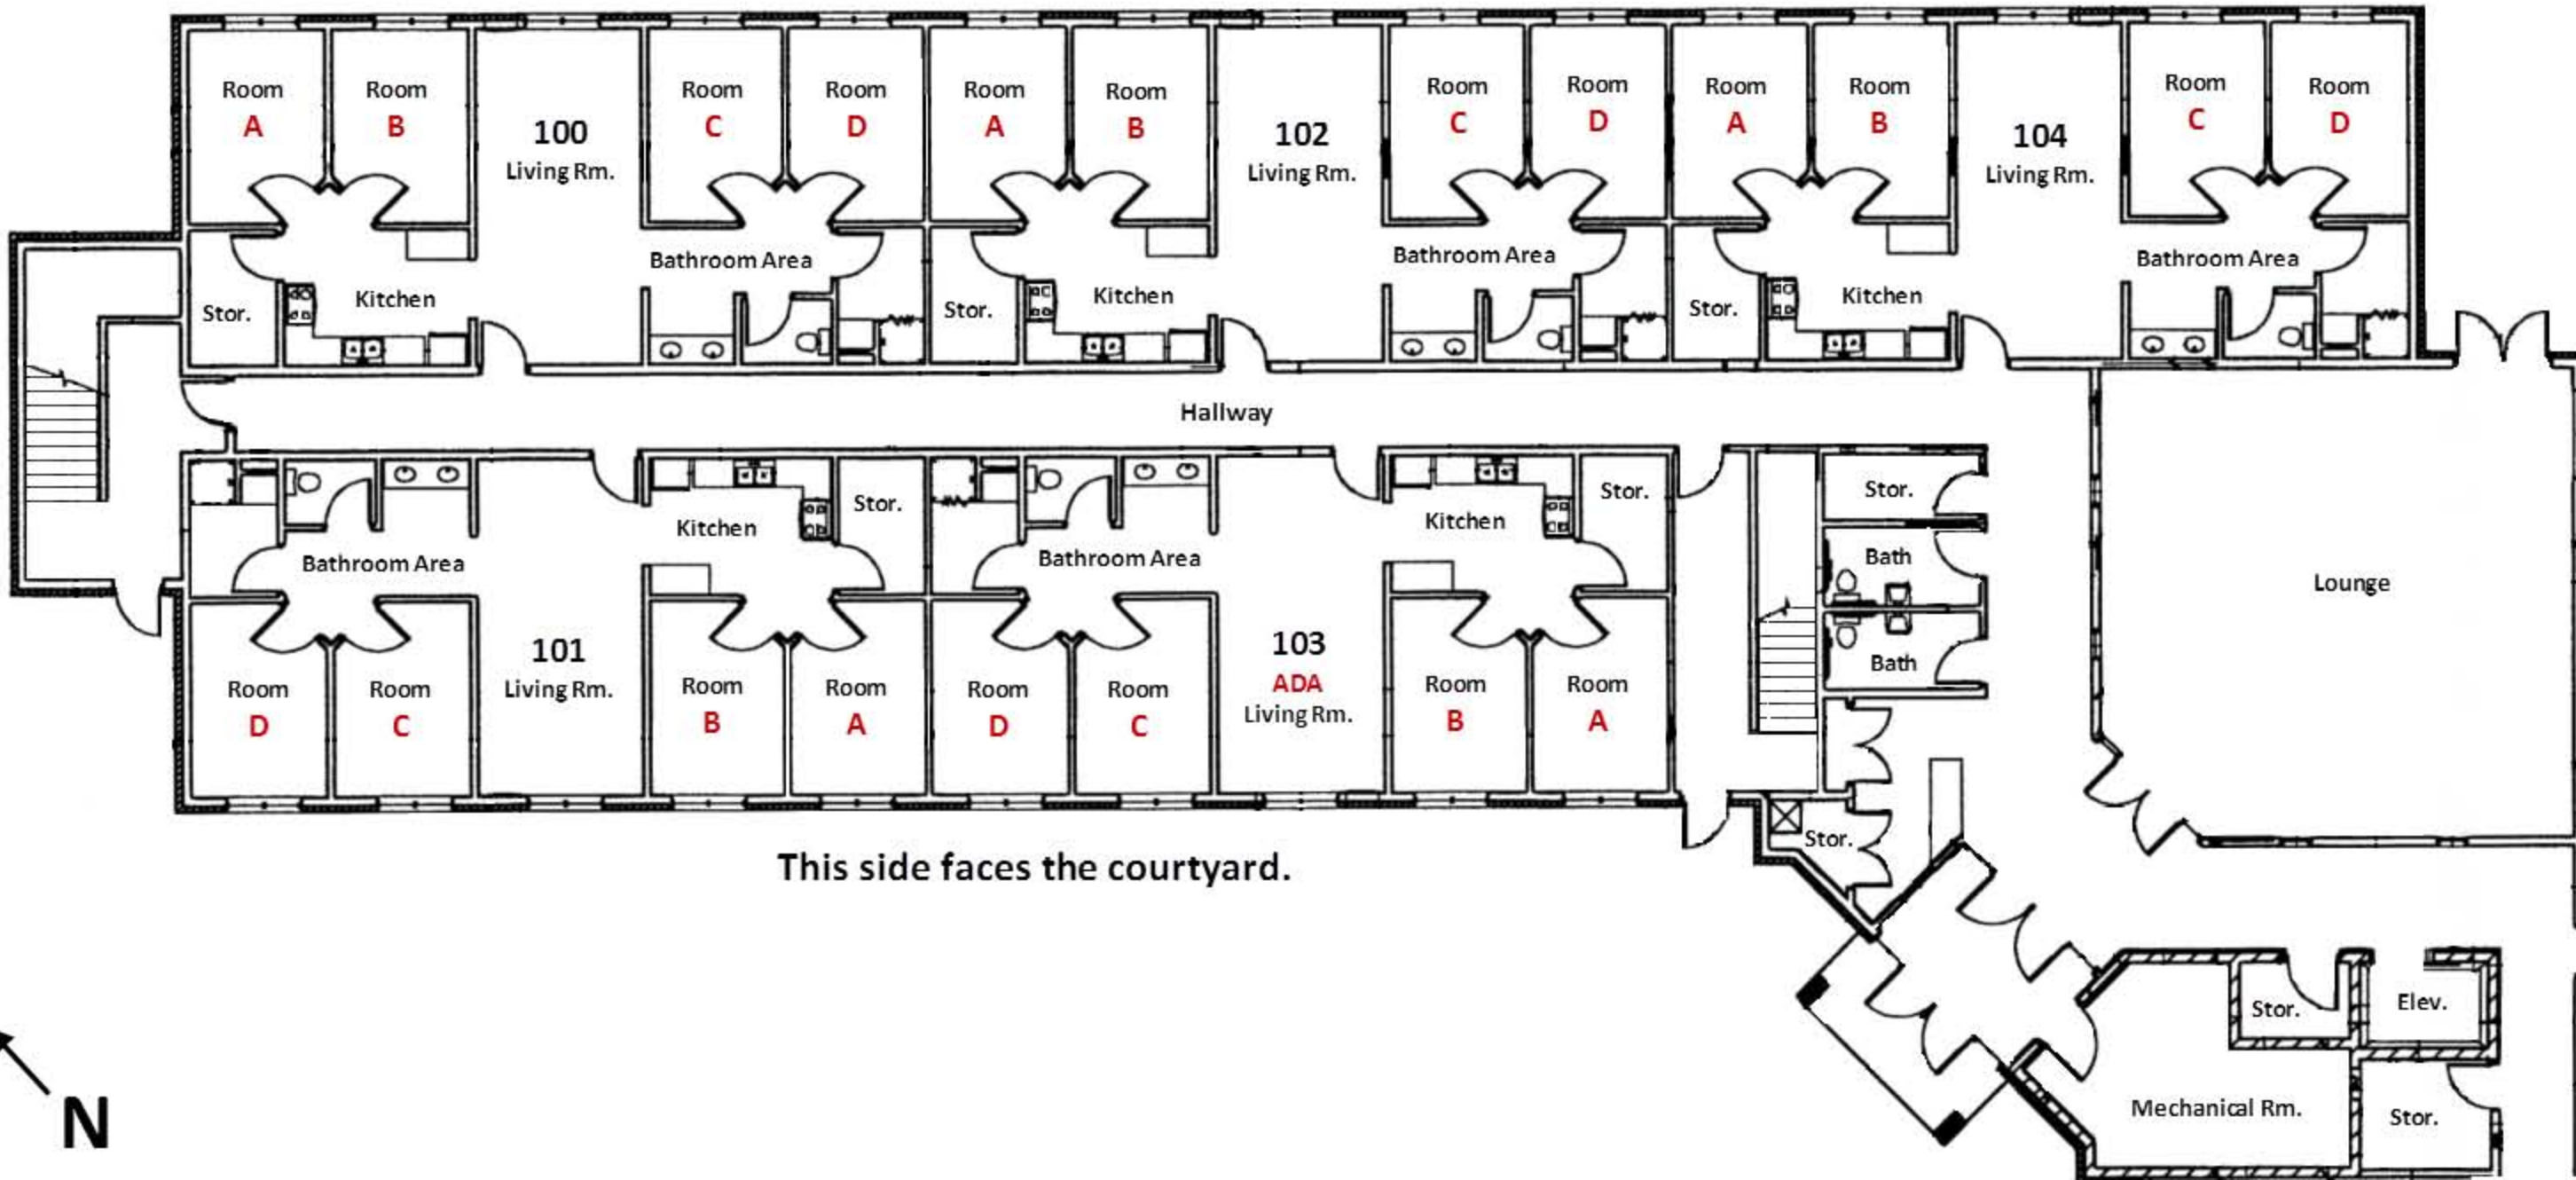 Room
A
Room
B
100
Living Rm.
Room
C
Room
D
Room
A
Room
B
102
Living Rm.
Room
C
Room
D
Room
A
Room
B
104
Living Rm.
Room
C
Room
D
Stor.
Kitchen
Bathroom Area
Stor.
Kitchen
Bathroom Area
Stor.
Kitchen
Bathroom Area
Hallway
Bathroom Area
Kitchen
Stor.
Bathroom Area
Kitchen
Stor.
Stor.
Bath
Bath
Lounge
Room
D
Room
C
101
Living Rm.
Room
B
Room
A
Room
D
Room
C
103
ADA
Living Rm.
Room
B
Room
A
Stor.
This side faces the courtyard.
Stor.
Elev.
Mechanical Rm.
Stor.
N